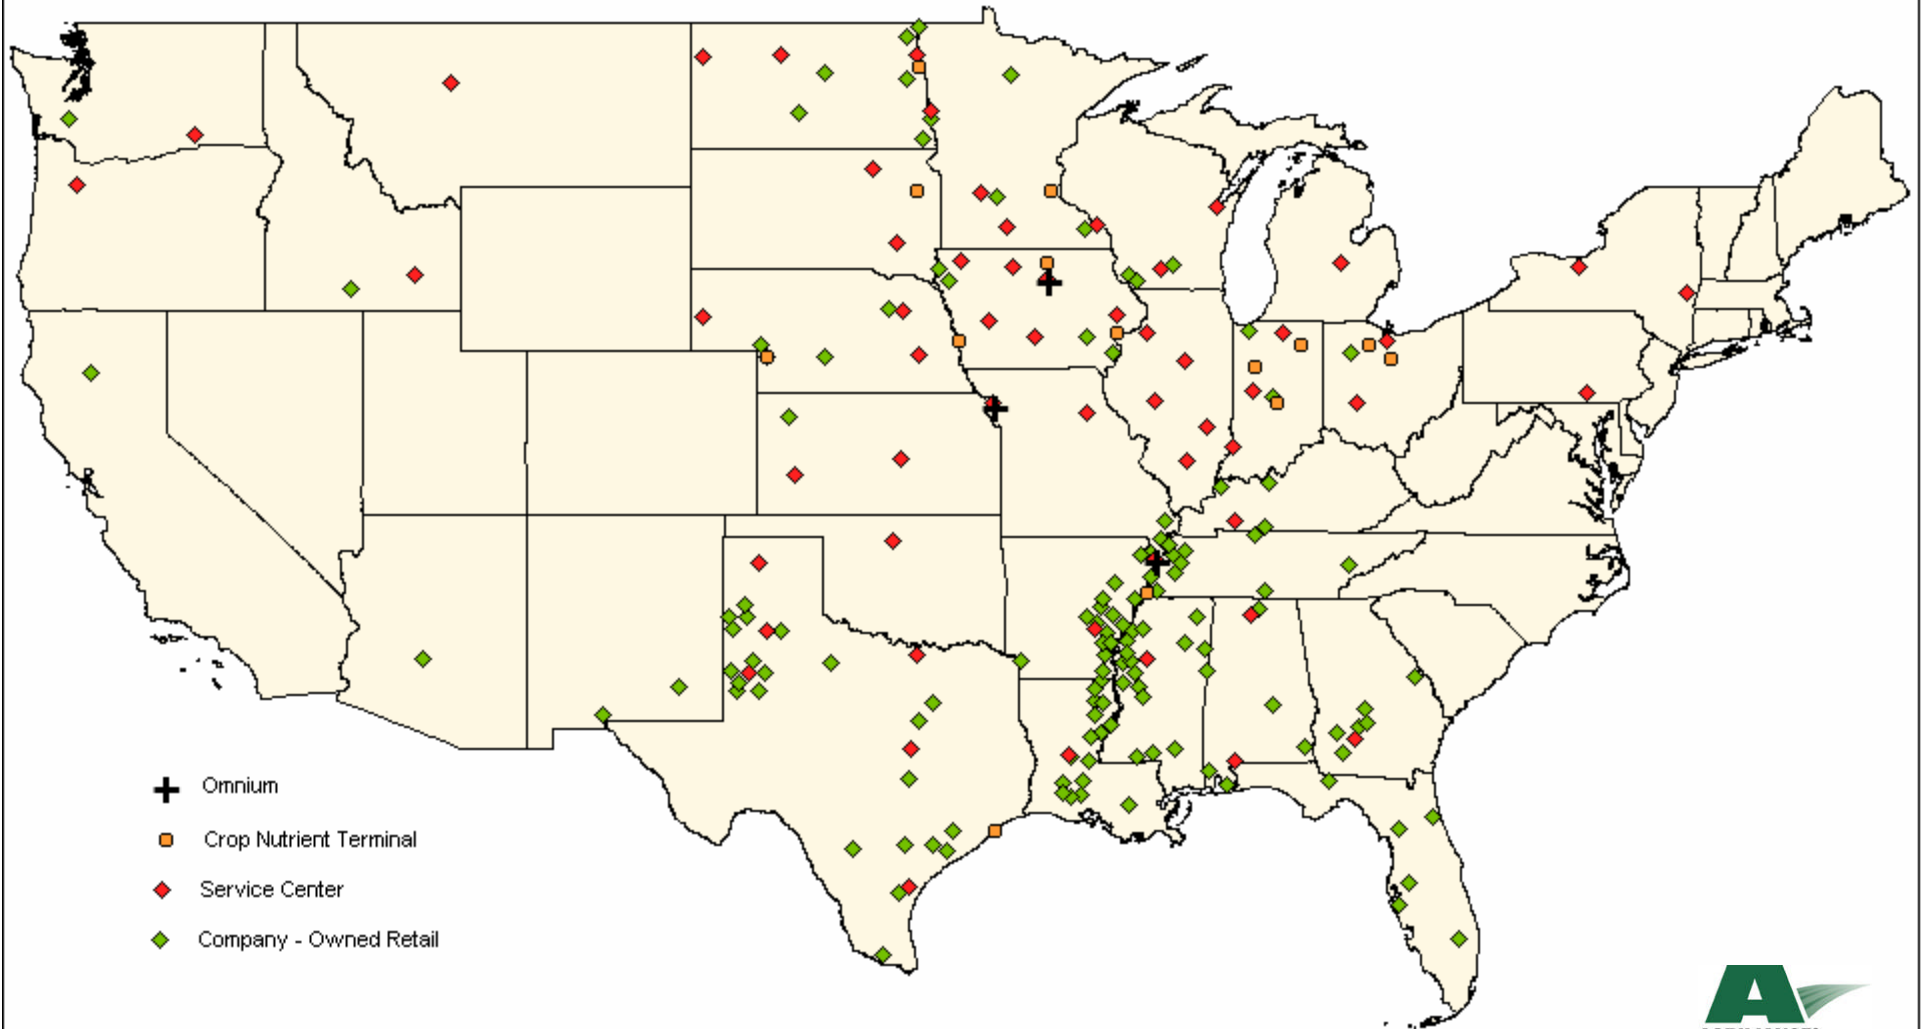 Omnium
Crop Nutrient Terminal
Service Center
Company - Owned Retail